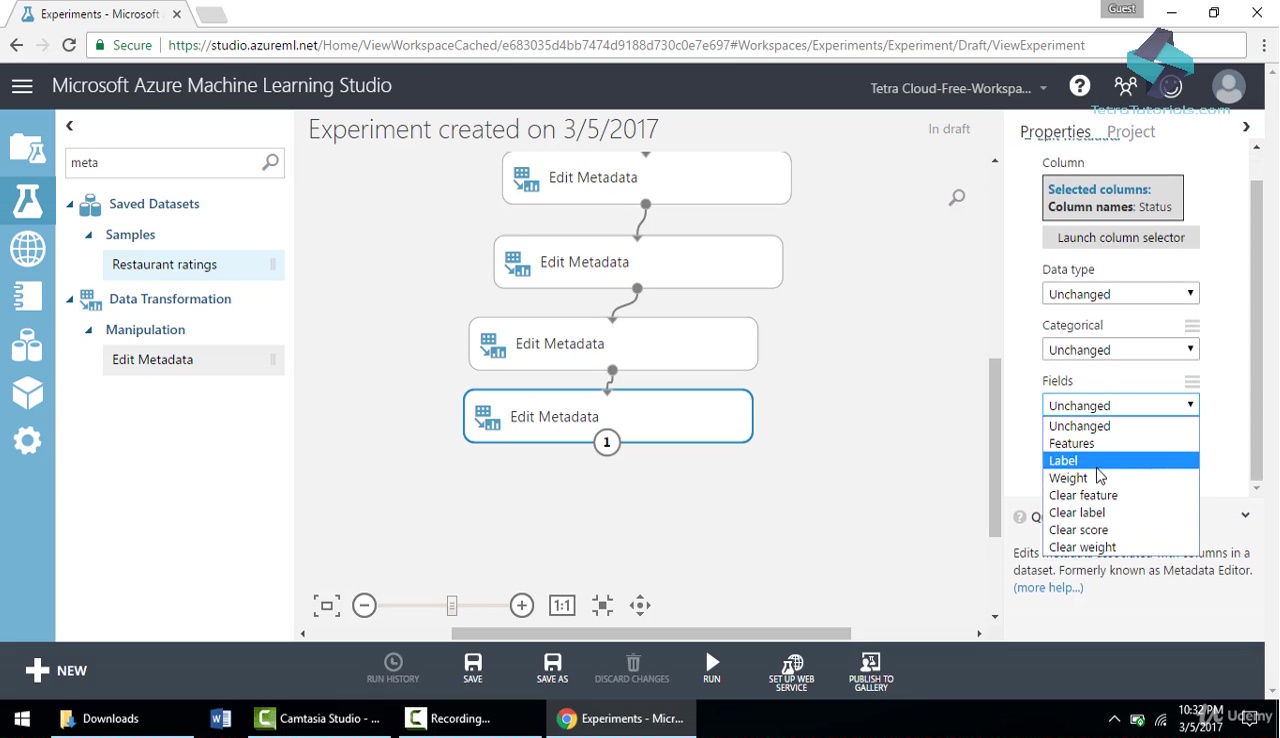 Experiments - Microsoft
Guest
Secure
https://studio.azureml.net/Home/ViewWorkspaceCached/e683035d4bb7474d9188d730c0e7e697#Workspaces/Experiments/Experiment/Draft/ViewExperiment
Microsoft Azure Machine Learning Studio
Tetra Cloud-Free-Workspa...
?
TetraTutorials.com
meta
Saved Datasets
Samples
Restaurant ratings
Data Transformation
Manipulation
Edit Metadata
Experiment created on 3/5/2017
In draft
Edit Metadata
Edit Metadata
Edit Metadata
Edit Metadata
1
1:1
Properties
Project
Column
Selected columns:
Column names: Status
Launch column selector
Data type
Unchanged
Categorical
Unchanged
Fields
Unchanged
Unchanged
Features
Label
Weight
Clear feature
Clear label
Clear score
Clear weight
dataset. Formerly known as Metadata Editor.
(more help...)
NEW
RUN HISTORY
SAVE
SAVE AS
DISCARD CHANGES
RUN
SET UP WEB
SERVICE
PUBLISH TO
GALLERY
Downloads
Camtasia Studio - ...
Recording...
Experiments - Micr...
10:32 PM
3/5/2017
Udemy